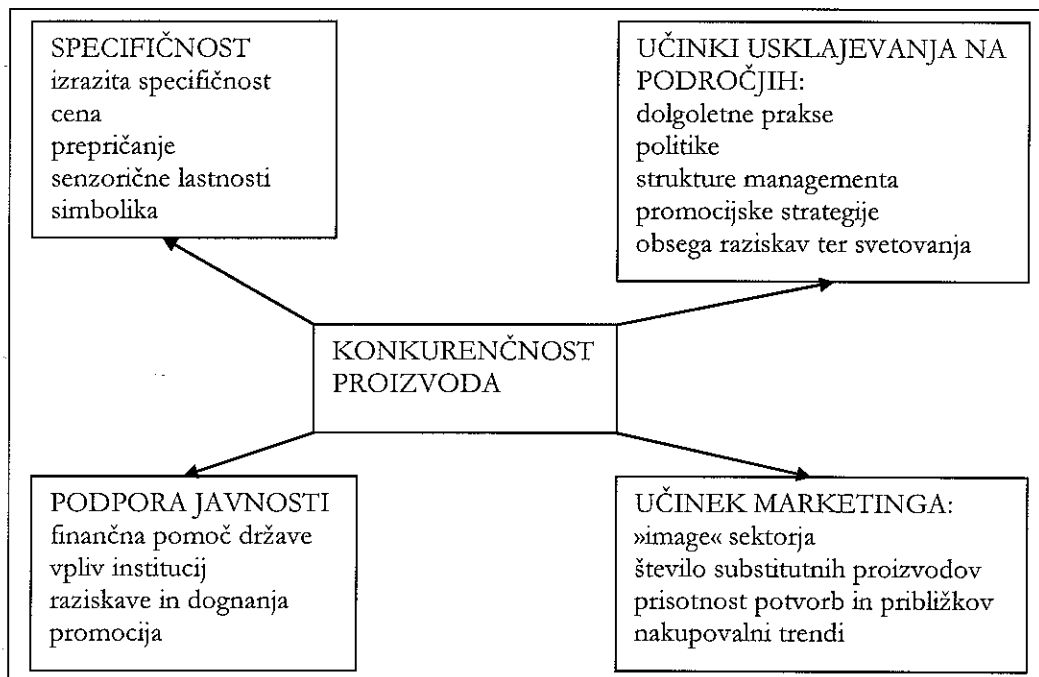 SPECIFIČNOST
izrazita specifičnost
cena
prepričanje
senzorične lastnosti
simbolika
UČINKI USKLAJEVANJA NA
PODROČJIH:
dolgoletne prakse
politike
strukture managementa
promocijske strategije
obsega raziskav ter svetovanja
KONKURENČNOST
PROIZVODA
PODPORA JAVNOSTI
finančna pomoč države
vpliv institucij
raziskave in dognanja
promocija
UČINEK MARKETINGA:
»image« sektorja
število substitutnih proizvodov
prisotnost potvorb in približkov
nakupovalni trendi